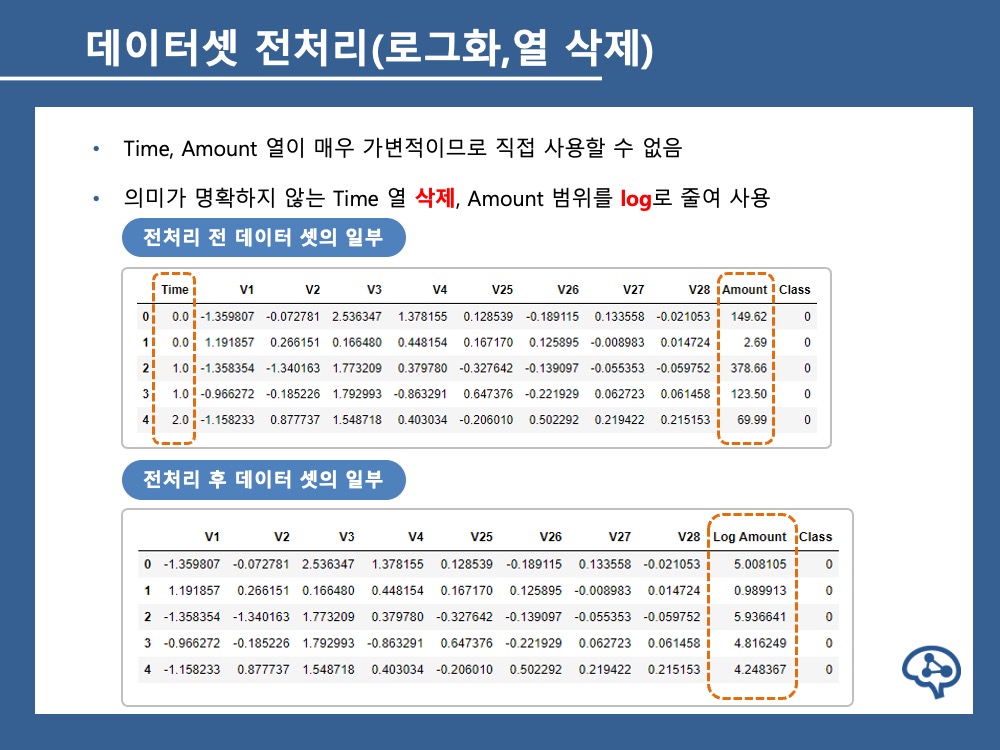 데이터셋 전처리(로그화,열 삭제)
• Time, Amount 열이 매우 가변적이므로 직접 사용할 수 없음
• 의미가 명확하지 않는 Time 열 삭제, Amount 범위를 log로 줄여 사용
전처리 전 데이터 셋의 일부
Time V1 V2 V3 V4 V25 V26 V27 V28 Amount Class
0 0.0 -1.359807 -0.072781 2.536347 1.378155 0.128539 -0.189115 0.133558 -0.021053 149.62 0
1 0.0 1.191857 0.266151 0.166480 0.448154 0.167170 0.125895 -0.008983 0.014724 2.69 0
2 1.0 -1.358354 -1.340163 1.773209 0.379780 -0.327642 -0.139097 -0.055353 -0.059752 378.66 0
3 1.0 -0.966272 -0.185226 1.792993 -0.863291 0.647376 -0.221929 0.062723 0.061458 123.50 0
4 2.0 -1.158233 0.877737 1.548718 0.403034 -0.206010 0.502292 0.219422 0.215153 69.99 0
전처리 후 데이터 셋의 일부
V1 V2 V3 V4 V25 V26 V27 V28 Log Amount Class
0 -1.359807 -0.072781 2.536347 1.378155 0.128539 -0.189115 0.133558 -0.021053 5.008105 0
1 1.191857 0.266151 0.166480 0.448154 0.167170 0.125895 -0.008983 0.014724 0.989913 0
2 -1.358354 -1.340163 1.773209 0.379780 -0.327642 -0.139097 -0.055353 -0.059752 5.936641 0
3 -0.966272 -0.185226 1.792993 -0.863291 0.647376 -0.221929 0.062723 0.061458 4.816249 0
4 -1.158233 0.877737 1.548718 0.403034 -0.206010 0.502292 0.219422 0.215153 4.248367 0